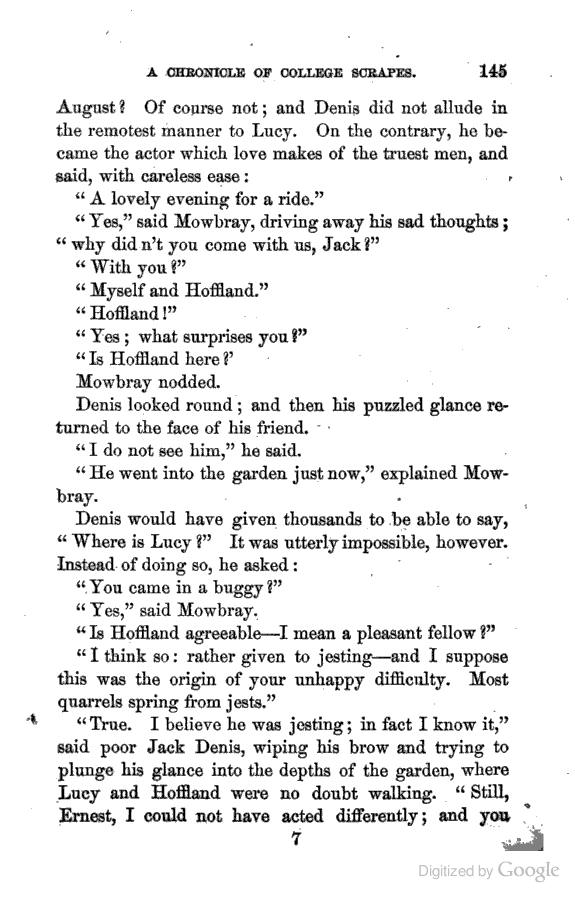 A CHRONICLE OF COLLEGE SCRAPES. 145
August? Of course not; and Denis did not allude in
the remotest manner to Lucy. On the contrary, he be-
came the actor which love makes of the truest men, and
said, with careless ease:
“A lovely evening for a ride.”
“Yes,” said Mowbray, driving away his sad thoughts;
“why did n’t you come with us, Jack?”
“With you?”
“Myself and Hoffland.”
“Hoffland!”
“Yes; what surprises you?”
“Is Hoffland here?’
Mowbray nodded.
Denis looked round; and then his puzzled glance re-
turned to the face of his friend.
“I do not see him,” he said.
“He went into the garden just now,” explained Mow-
bray.
Denis would have given thousands to be able to say,
“Where is Lucy?” It was utterly impossible, however.
Instead of doing so, he asked:
“You came in a buggy?”
“Yes,” said Mowbray.
“Is Hoffland agreeable—I mean a pleasant fellow?”
“I think so: rather given to jesting—and I suppose
this was the origin of your unhappy difficulty. Most
quarrels spring from jests.”
“True. I believe he was jesting; in fact I know it,”
said poor Jack Denis, wiping his brow and trying to
plunge his glance into the depths of the garden, where
Lucy and Hoffland were no doubt walking. “Still,
Ernest, I could not have acted differently; and you
7
Digitized by Google